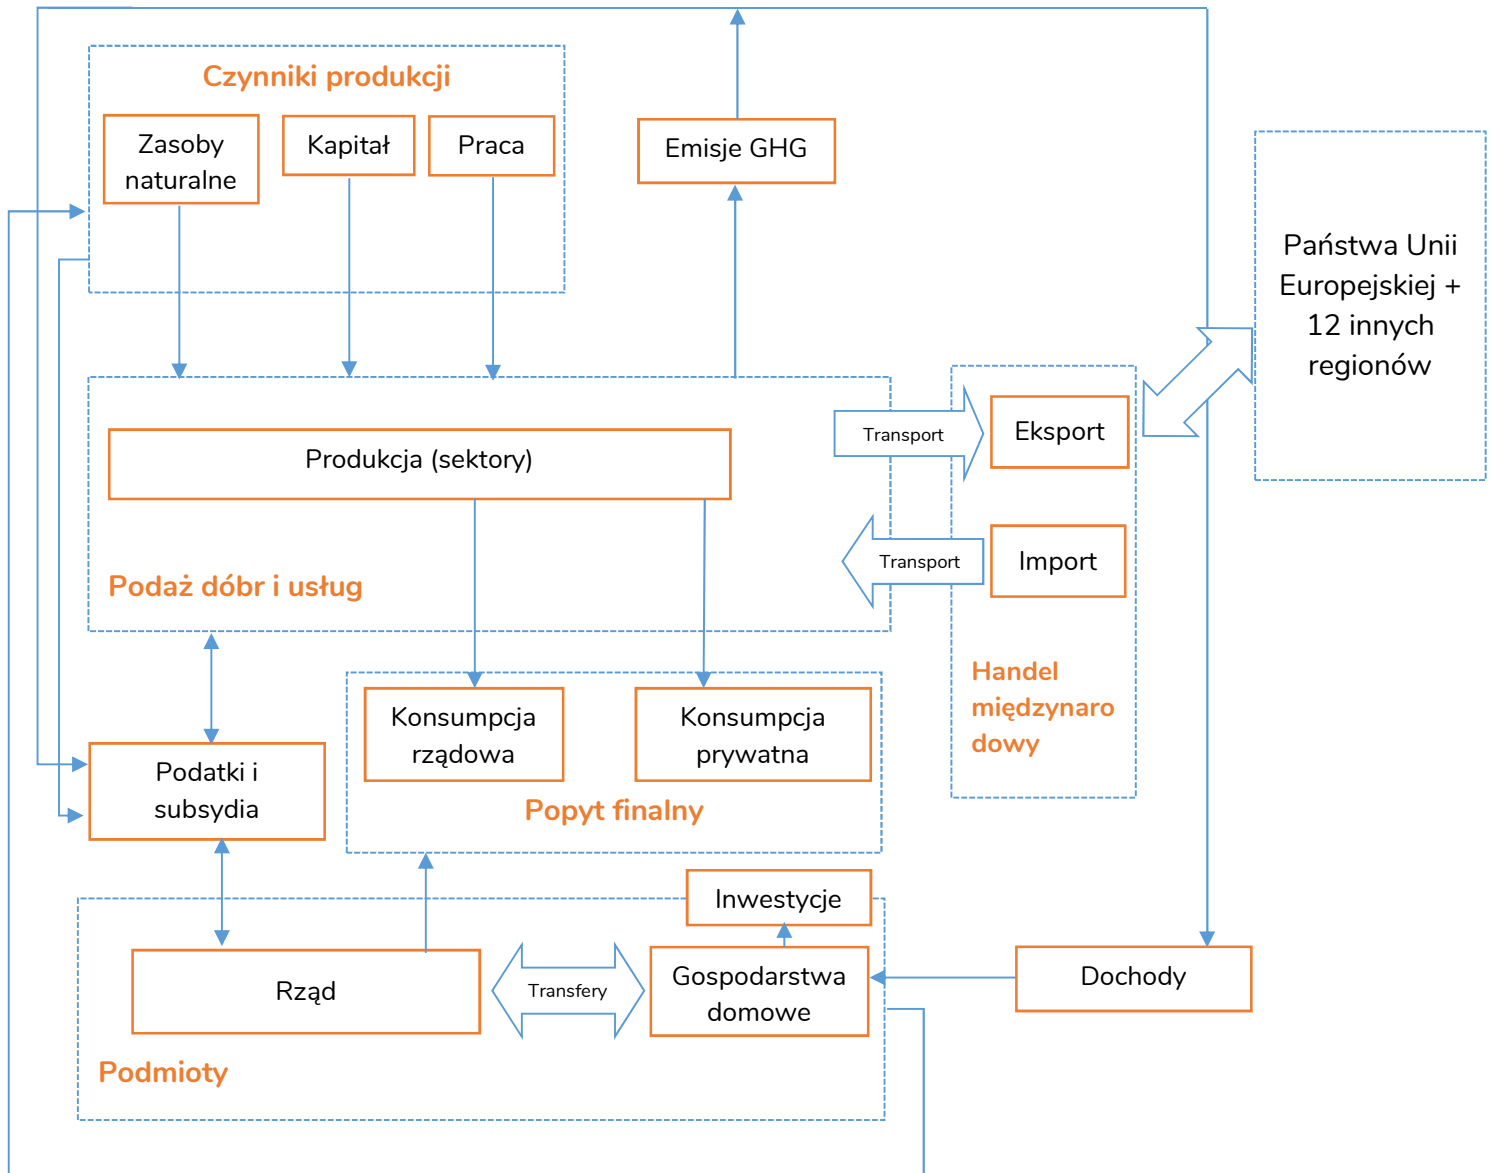 Czynniki produkcji
Zasoby
naturalne
Kapitał
Praca
Emisje GHG
Państwa Unii
Europejskiej +
12 innych
regionów
Transport
Eksport
Produkcja (sektory)
Transport
Import
Podaż dóbr i usług
Handel
międzynaro
dowy
Konsumpcja
rządowa
Konsumpcja
prywatna
Podatki i
subsydia
Popyt finalny
Inwestycje
Rząd
Transfery
Gospodarstwa
domowe
Dochody
Podmioty